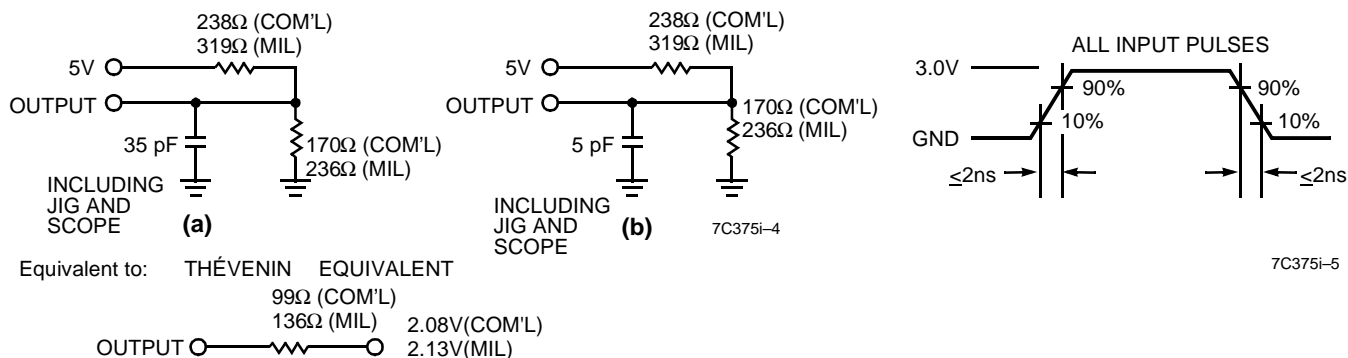 238Ω (COM'L)
319Ω (MIL)
5V
OUTPUT
35 pF
170Ω (COM'L)
236Ω (MIL)
INCLUDING
JIG AND
SCOPE
(a)
238Ω (COM'L)
319Ω (MIL)
5V
OUTPUT
5 pF
170Ω (COM'L)
236Ω (MIL)
INCLUDING
JIG AND
SCOPE
(b)
7C375i–4
ALL INPUT PULSES
3.0V
90%
10%
GND
90%
10%
≤2ns
≤2ns
7C375i–5
Equivalent to: THÉVENIN EQUIVALENT
99Ω (COM'L)
136Ω (MIL)
OUTPUT
2.08V(COM'L)
2.13V(MIL)